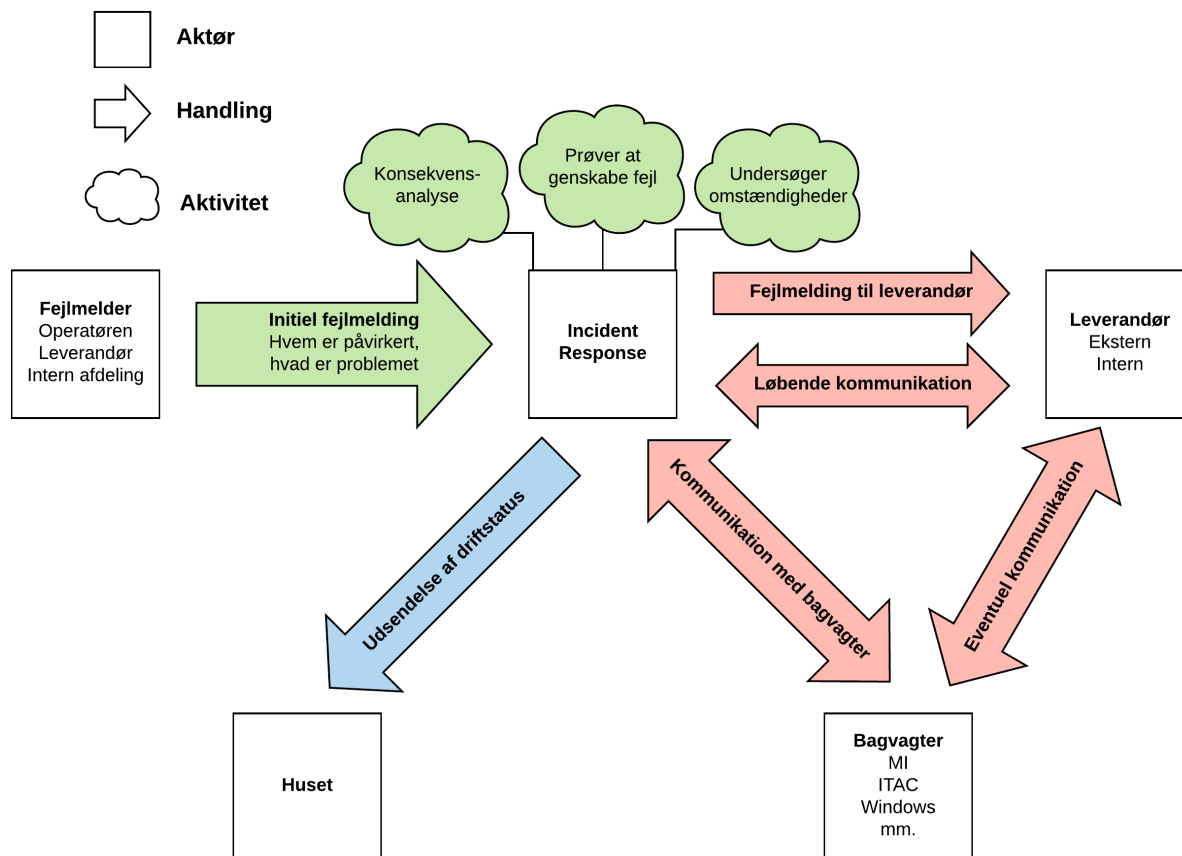 Aktør
Handling
Aktivitet
Konsekvens-
analyse
Prøver at
genskabe fejl
Undersøger
omstændigheder
Fejlmelder
Operatøren
Leverandør
Intern afdeling
Initiel fejlmelding
Hvem er påvirket,
hvad er problemet
Incident
Response
Fejlmelding til leverandør
Løbende kommunikation
Leverandør
Ekstern
Intern
Udsendelse af driftstatus
Kommunikation med bagvagter
Eventuel kommunikation
Huset
Bagvagter
MI
ITAC
Windows
mm.